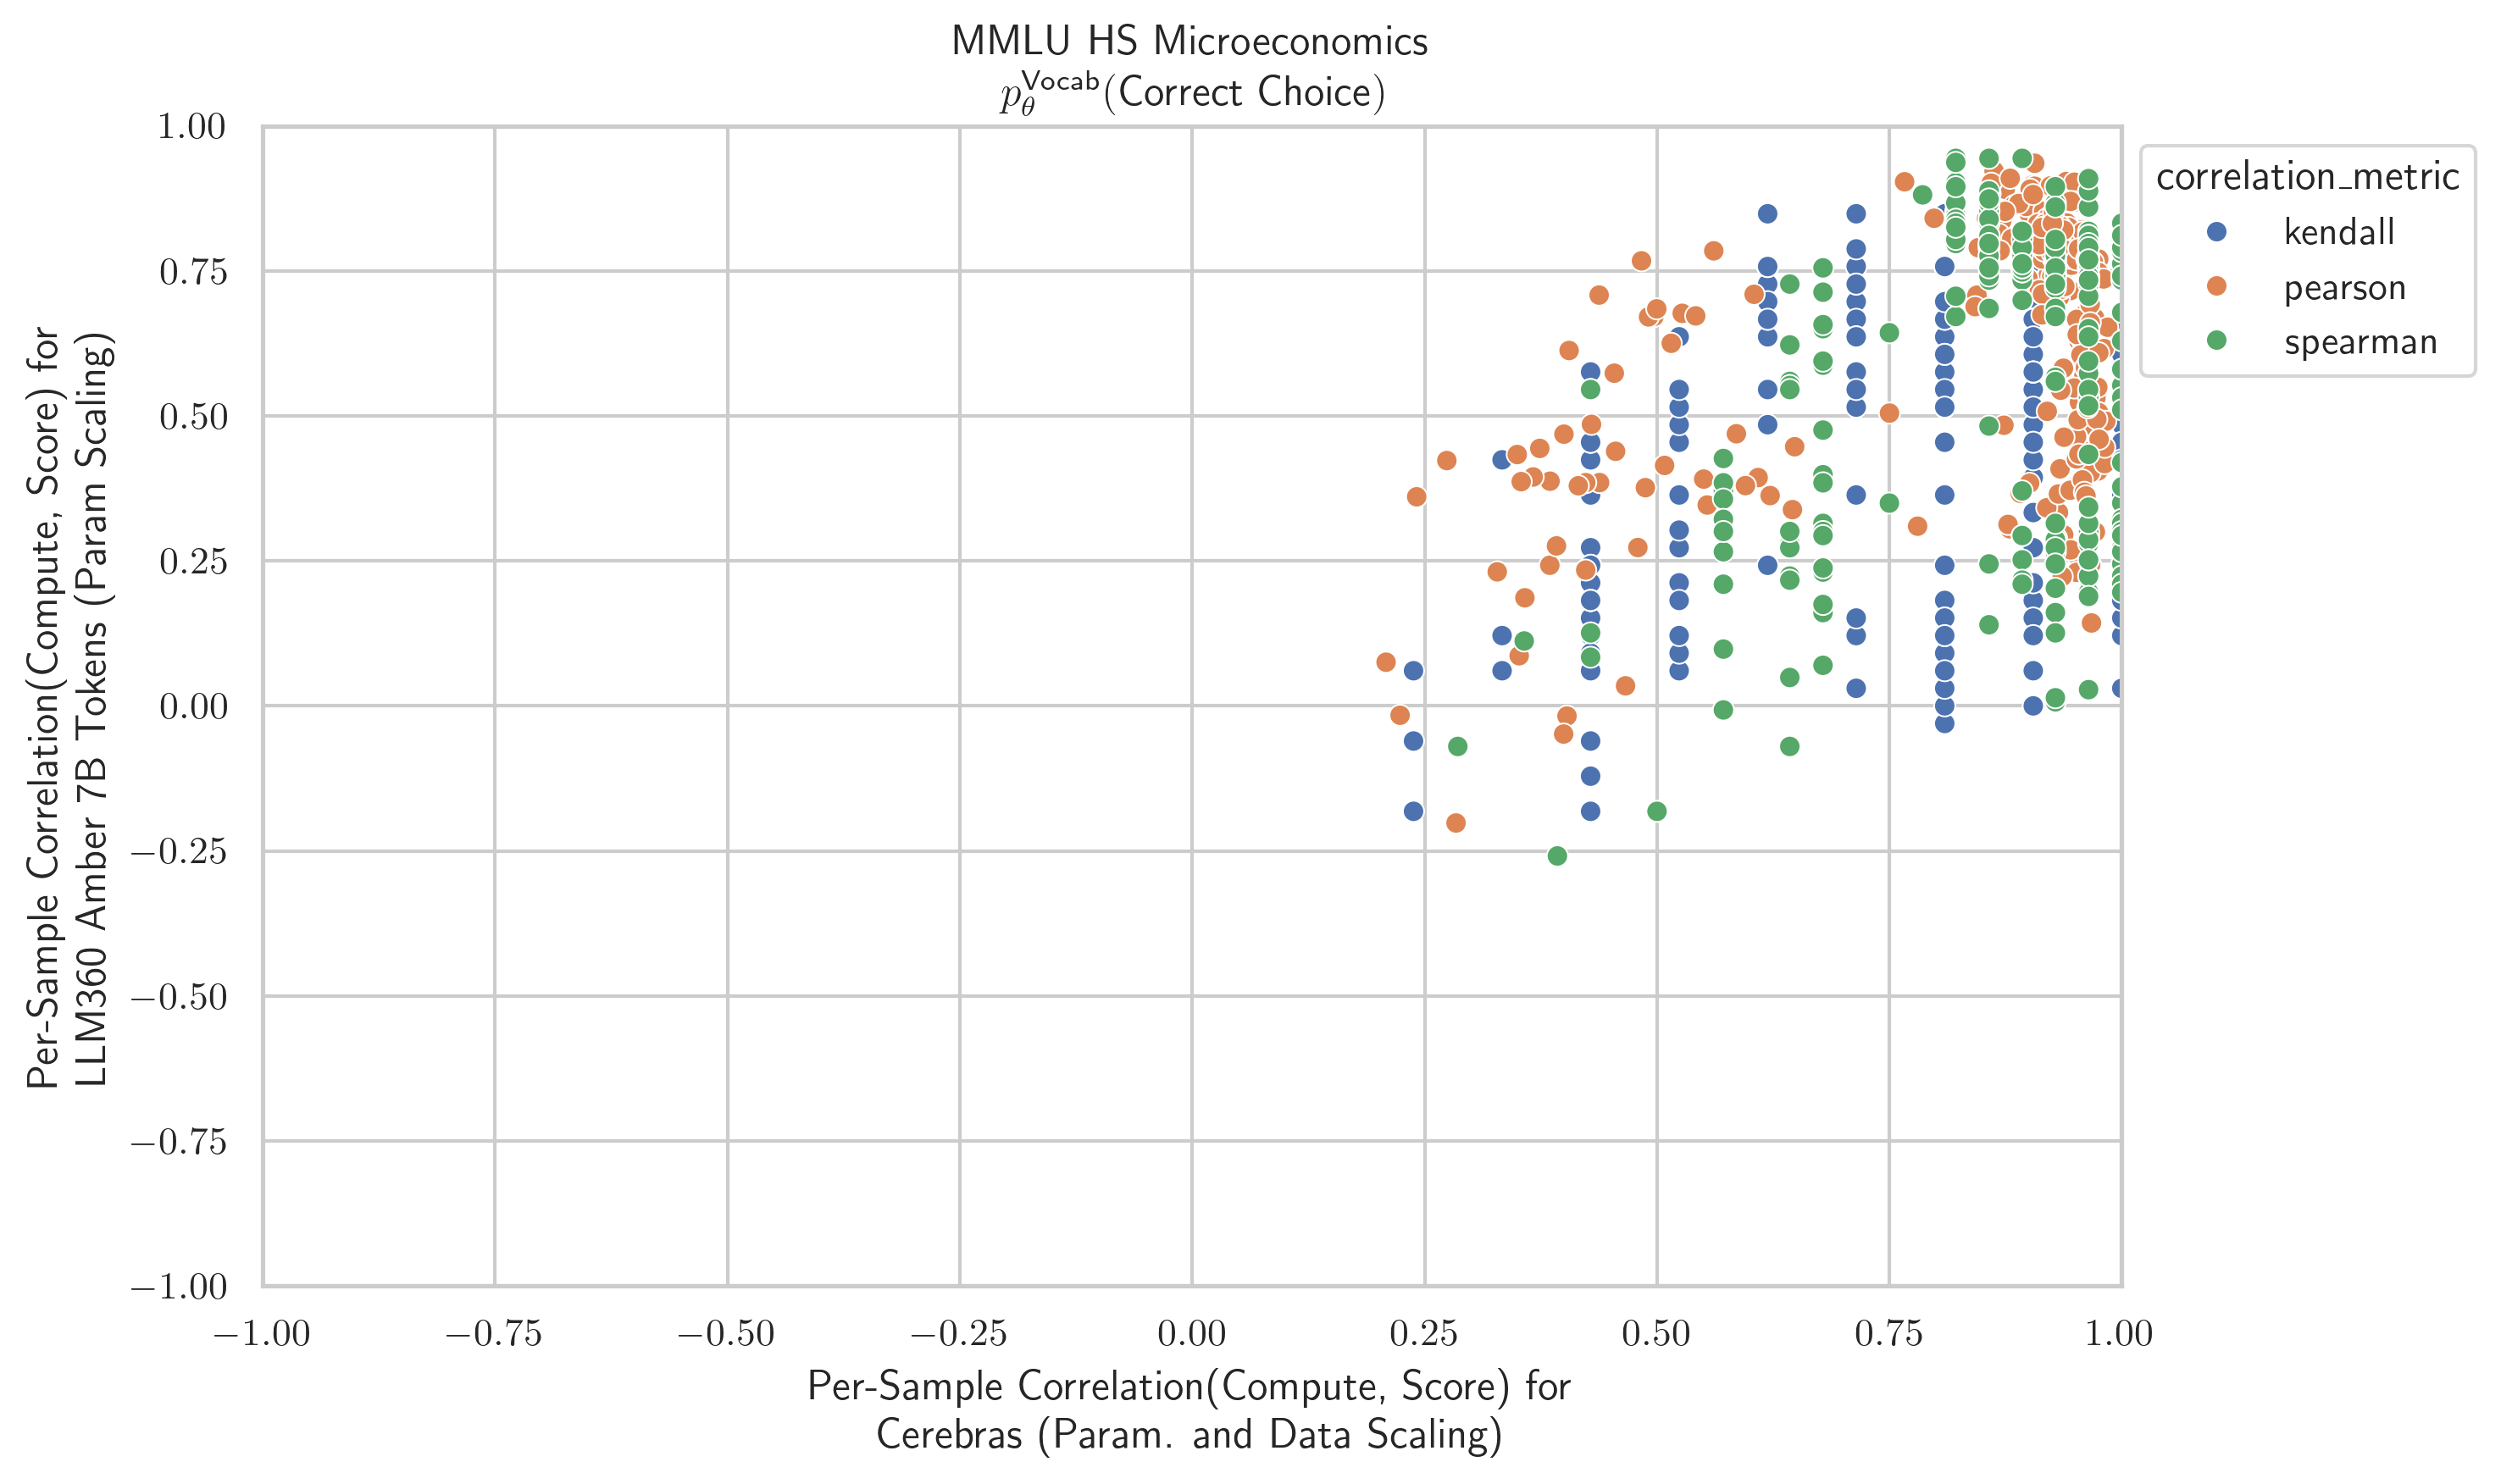 MMLU HS Microeconomics
$p_\theta^{\text{Vocab}}$(Correct Choice)
Per-Sample Correlation(Compute, Score) for
LLM360 Amber 7B Tokens (Param Scaling)
1.00
0.75
0.50
0.25
0.00
−0.25
−0.50
−0.75
−1.00
−1.00 −0.75 −0.50 −0.25 0.00 0.25 0.50 0.75 1.00
Per-Sample Correlation(Compute, Score) for
Cerebras (Param. and Data Scaling)
correlation_metric
kendall
pearson
spearman